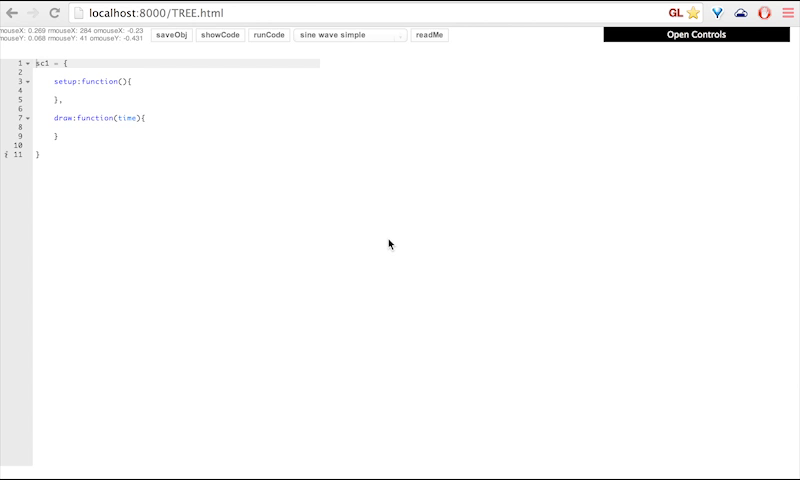 localhost:8000/TREE.html
GL
mouseX: 0.269 rmouseX: 284 omouseX: -0.23
mouseY: 0.068 rmouseY: 41 omouseY: -0.431
saveObj showCode runCode sine wave simple readMe
Open Controls
1 sc1 = {
2
3 setup:function(){
4
5 },
6
7 draw:function(time){
8
9 }
10
11 }